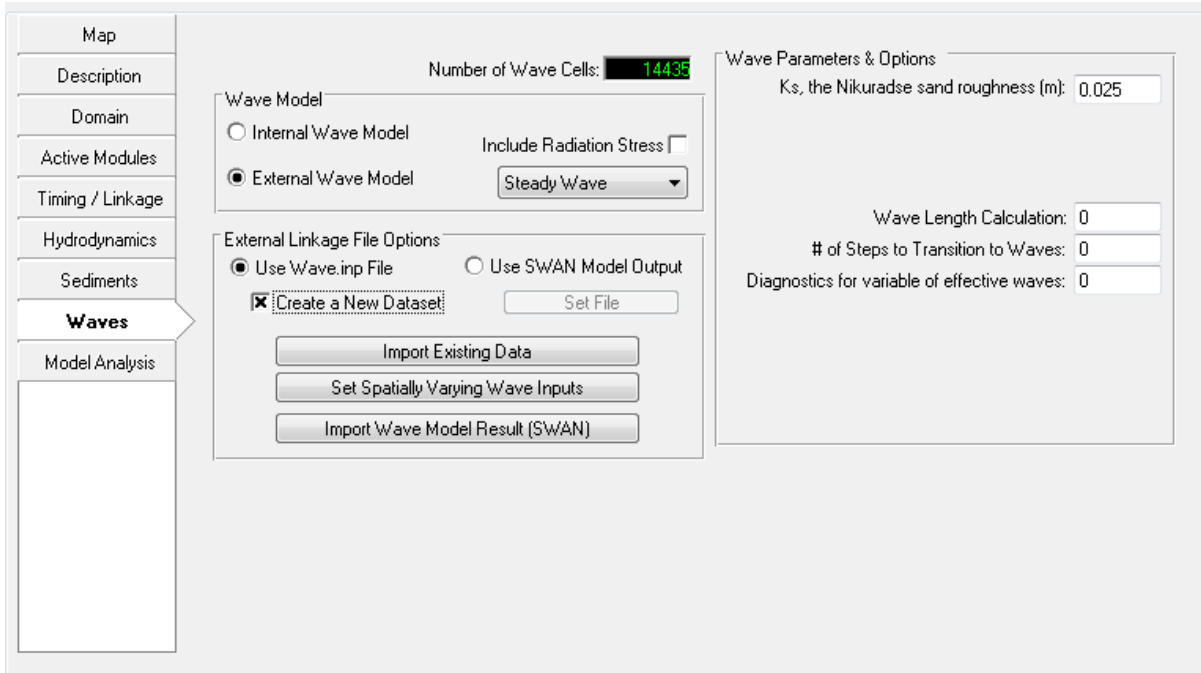 Map
Description
Domain
Active Modules
Timing / Linkage
Hydrodynamics
Sediments
Waves
Model Analysis
Number of Wave Cells: 14435
Wave Model
Internal Wave Model
Include Radiation Stress
External Wave Model
Steady Wave
External Linkage File Options
Use Wave.inp File
Use SWAN Model Output
Create a New Dataset
Set File
Import Existing Data
Set Spatially Varying Wave Inputs
Import Wave Model Result (SWAN)
Wave Parameters & Options
Ks, the Nikuradse sand roughness (m): 0.025
Wave Length Calculation: 0
# of Steps to Transition to Waves: 0
Diagnostics for variable of effective waves: 0